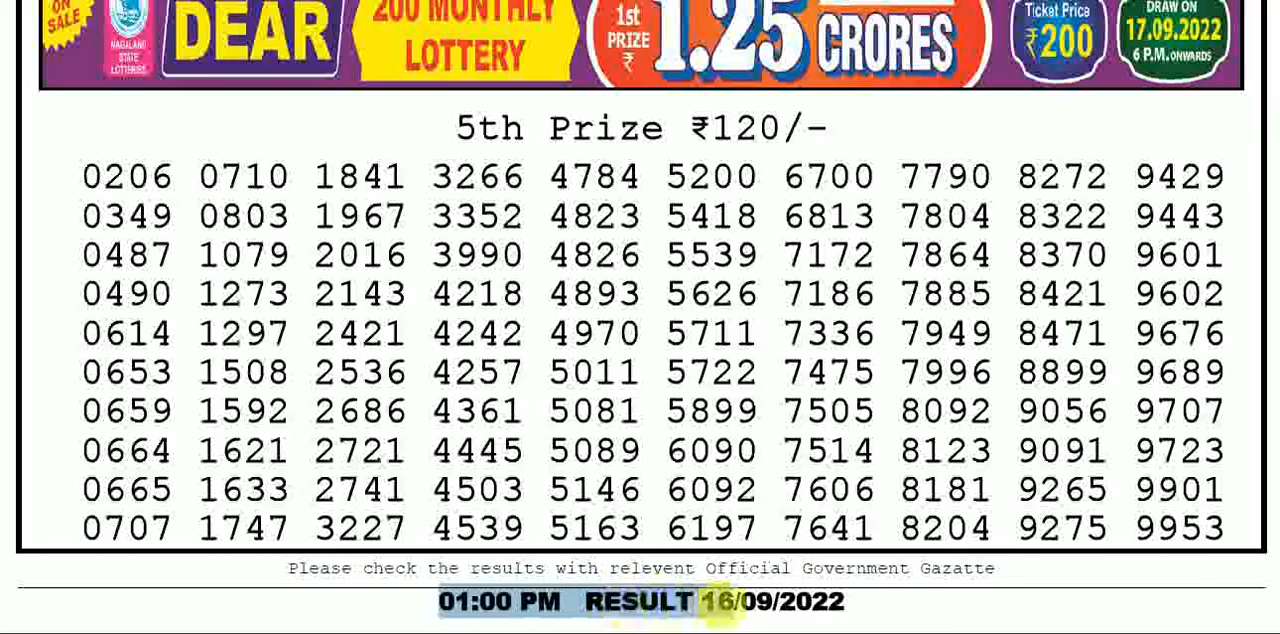 ON
SALE
NAGALAND
STATE
LOTTERIES
DEAR
200 MONTHLY
LOTTERY
1st
PRIZE
₹
1.25
CRORES
Ticket Price
₹200
DRAW ON
17.09.2022
6 P.M.ONWARDS
5th Prize ₹120/-
0206 0710 1841 3266 4784 5200 6700 7790 8272 9429
0349 0803 1967 3352 4823 5418 6813 7804 8322 9443
0487 1079 2016 3990 4826 5539 7172 7864 8370 9601
0490 1273 2143 4218 4893 5626 7186 7885 8421 9602
0614 1297 2421 4242 4970 5711 7336 7949 8471 9676
0653 1508 2536 4257 5011 5722 7475 7996 8899 9689
0659 1592 2686 4361 5081 5899 7505 8092 9056 9707
0664 1621 2721 4445 5089 6090 7514 8123 9091 9723
0665 1633 2741 4503 5146 6092 7606 8181 9265 9901
0707 1747 3227 4539 5163 6197 7641 8204 9275 9953
Please check the results with relevent Official Government Gazatte
01:00 PM RESULT 16/09/2022